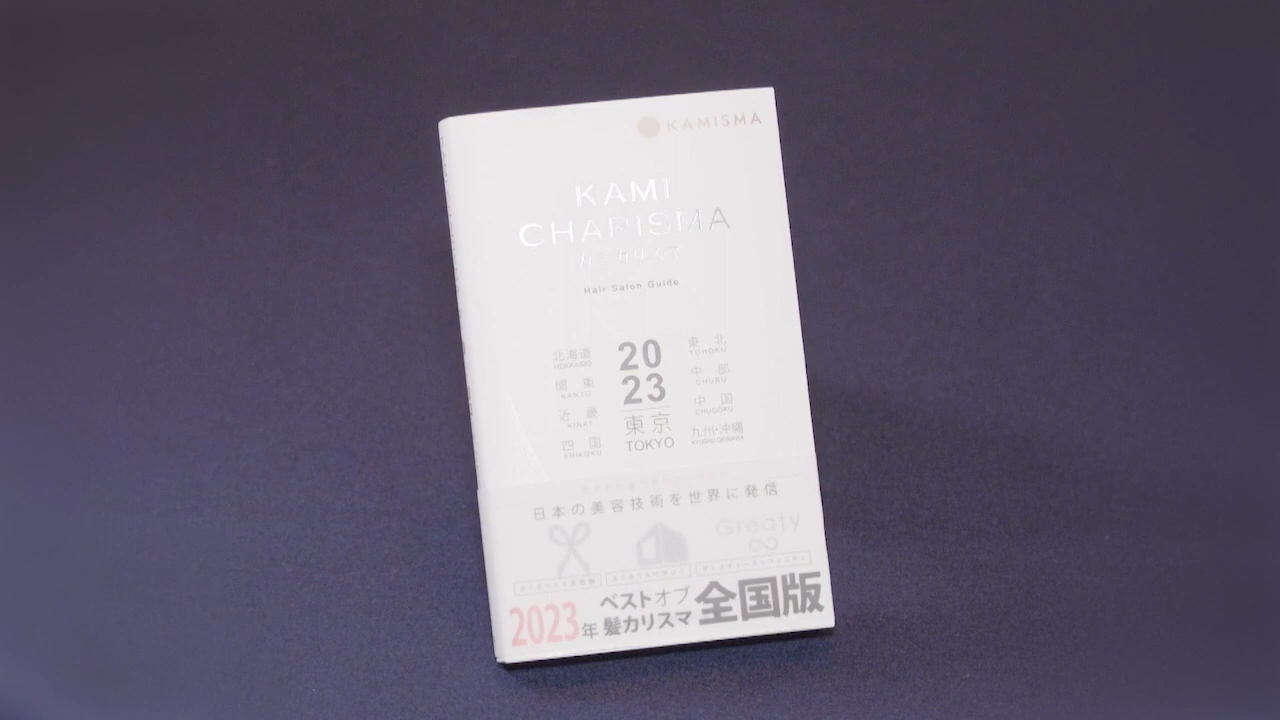 KAMISMA
KAMI
CHARISMA
カミカリスマ
Hair Salon Guide
北海道
HOKKAIDO
関東
KANTO
近畿
KINKI
四国
SHIKOKU
20
23
東京
TOKYO
東北
TOHOKU
中部
CHUBU
中国
CHUGOKU
九州・沖縄
KYUSHU・OKINAWA
日本の美容技術を世界に発信
Greaty
2023年 ベストオブ
髪カリスマ 全国版